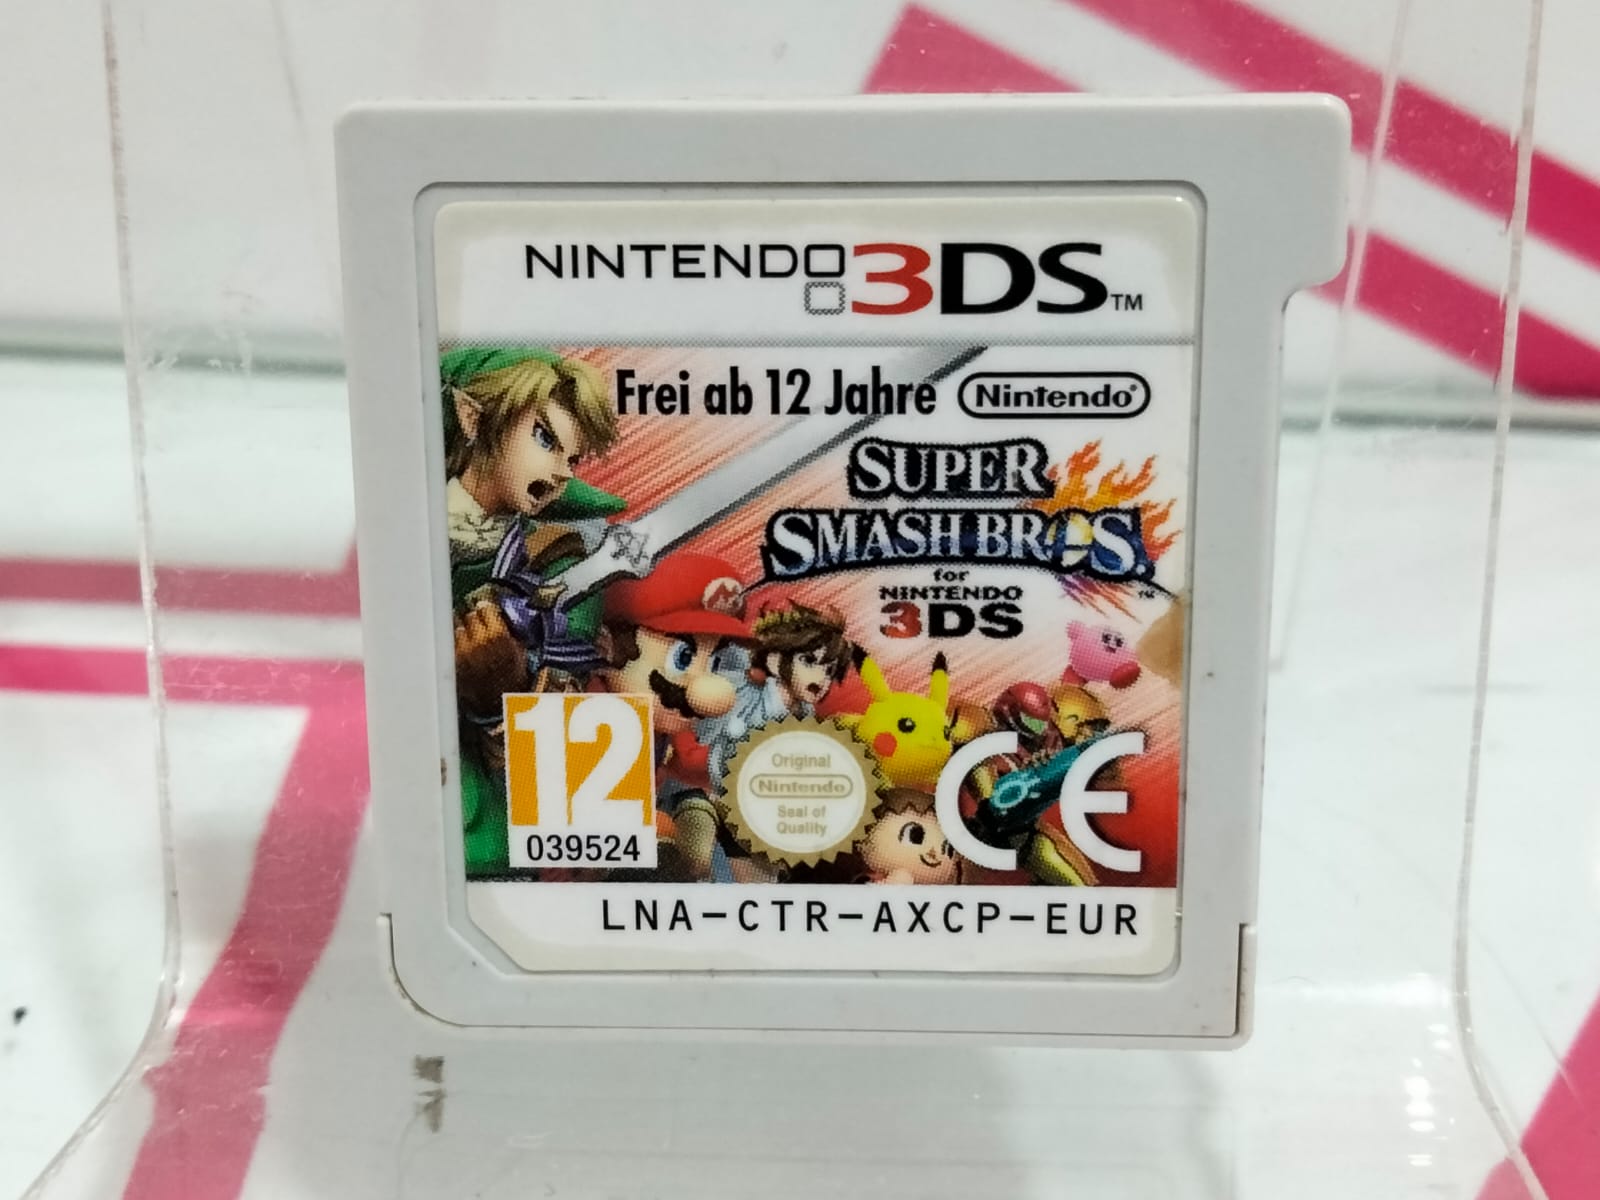 NINTENDO 3DS™
Frei ab 12 Jahre Nintendo®
SUPER
SMASH BROS.™
for
NINTENDO
3DS
M
12
039524
Original
Nintendo
Seal of
Quality
CE
LNA-CTR-AXCP-EUR